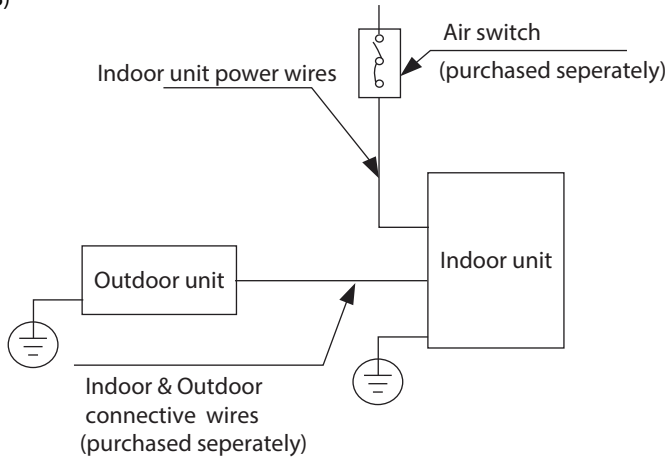 Air switch
(purchased seperately)
Indoor unit power wires
Indoor unit
Outdoor unit
Indoor & Outdoor
connective wires
(purchased seperately)